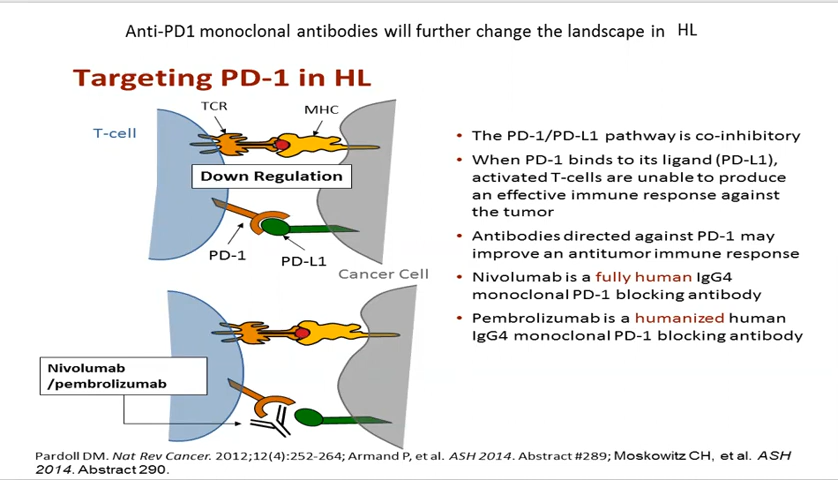 Anti-PD1 monoclonal antibodies will further change the landscape in HL
Targeting PD-1 in HL
TCR
MHC
T-cell
Down Regulation
PD-1
PD-L1
Cancer Cell
Nivolumab
/pembrolizumab
• The PD-1/PD-L1 pathway is co-inhibitory
• When PD-1 binds to its ligand (PD-L1),
activated T-cells are unable to produce
an effective immune response against
the tumor
• Antibodies directed against PD-1 may
improve an antitumor immune response
• Nivolumab is a fully human IgG4
monoclonal PD-1 blocking antibody
• Pembrolizumab is a humanized human
IgG4 monoclonal PD-1 blocking antibody
Pardoll DM. Nat Rev Cancer. 2012;12(4):252-264; Armand P, et al. ASH 2014. Abstract #289; Moskowitz CH, et al. ASH
2014. Abstract 290.